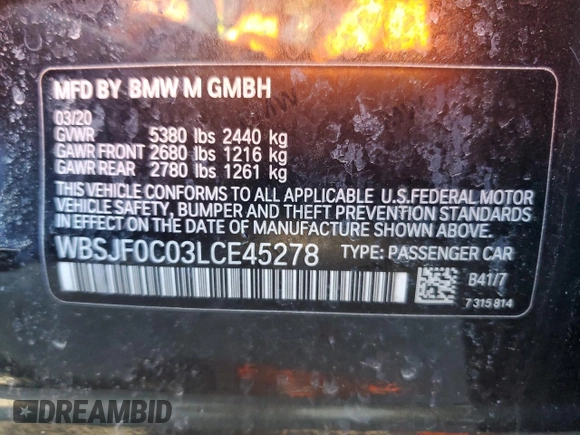 MFD BY BMW M GMBH
03/20
GVWR 5380 lbs 2440 kg
GAWR FRONT 2680 lbs 1216 kg
GAWR REAR 2780 lbs 1261 kg
THIS VEHICLE CONFORMS TO ALL APPLICABLE U.S.FEDERAL MOTOR
VEHICLE SAFETY, BUMPER AND THEFT PREVENTION STANDARDS
IN EFFECT ON THE DATE OF MANUFACTURE SHOWN ABOVE.
WBSJF0C03LCE45278 TYPE: PASSENGER CAR
B41/7
7 315 814
DREAMBID